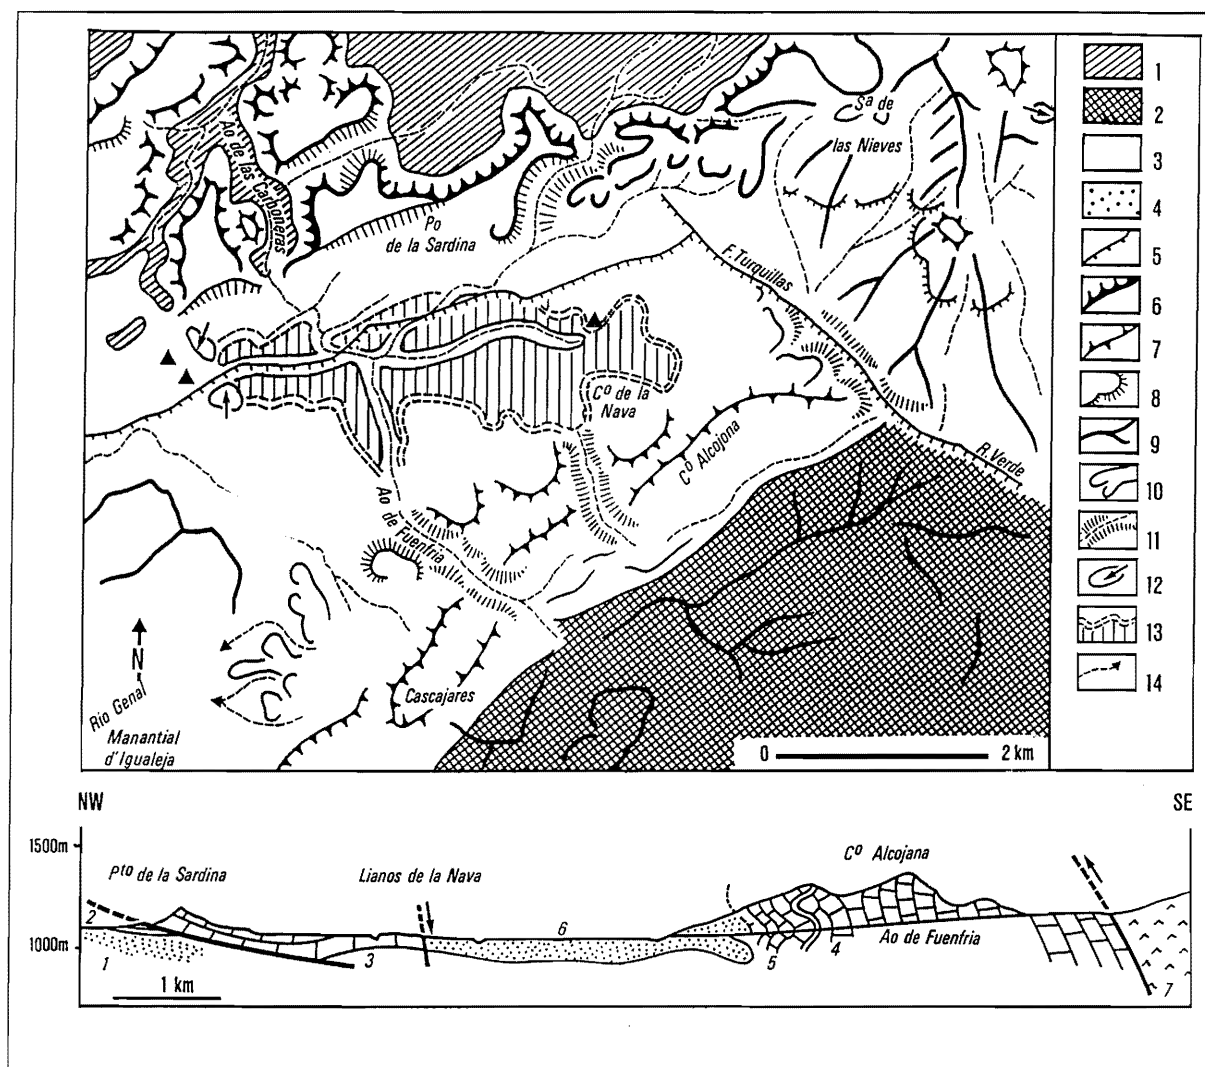 Ao de las Carboneras
Sa de
las Nieves
Po
de la Sardina
F. Turquillas
Co de la
Nava
Co Alcojona
R. Verde
Ao
de Fuenfria
Cascajares
N
Río Genal
Manantial
d'Igualeja
0 2 km
1
2
3
4
5
6
7
8
9
10
11
12
13
14
NW SE
1500m
1000m
Pto de la Sardina
Lianos de la Nava
Co Alcojana
Ao de Fuenfria
2
1
3
6
5
4
7
1 km